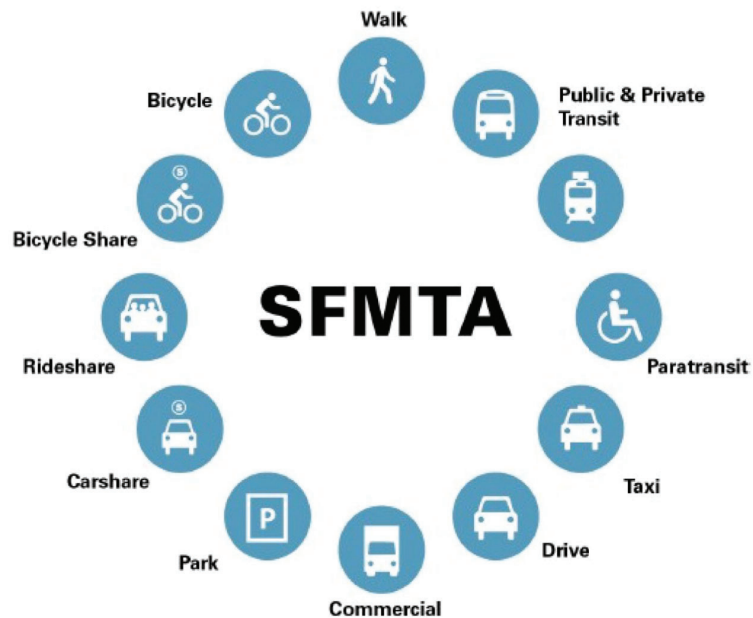 Walk
Public & Private
Transit
Paratransit
Taxi
Drive
Commercial
Park
P
Carshare
S
Rideshare
Bicycle Share
S
Bicycle
SFMTA